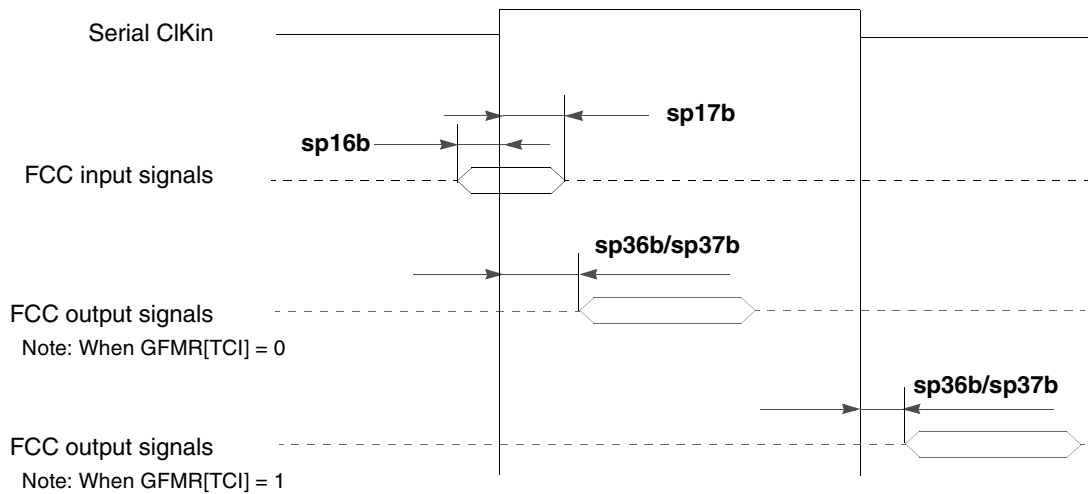 Serial ClKin
sp17b
sp16b
FCC input signals
sp36b/sp37b
FCC output signals
Note: When GFMR[TCI] = 0
sp36b/sp37b
FCC output signals
Note: When GFMR[TCI] = 1